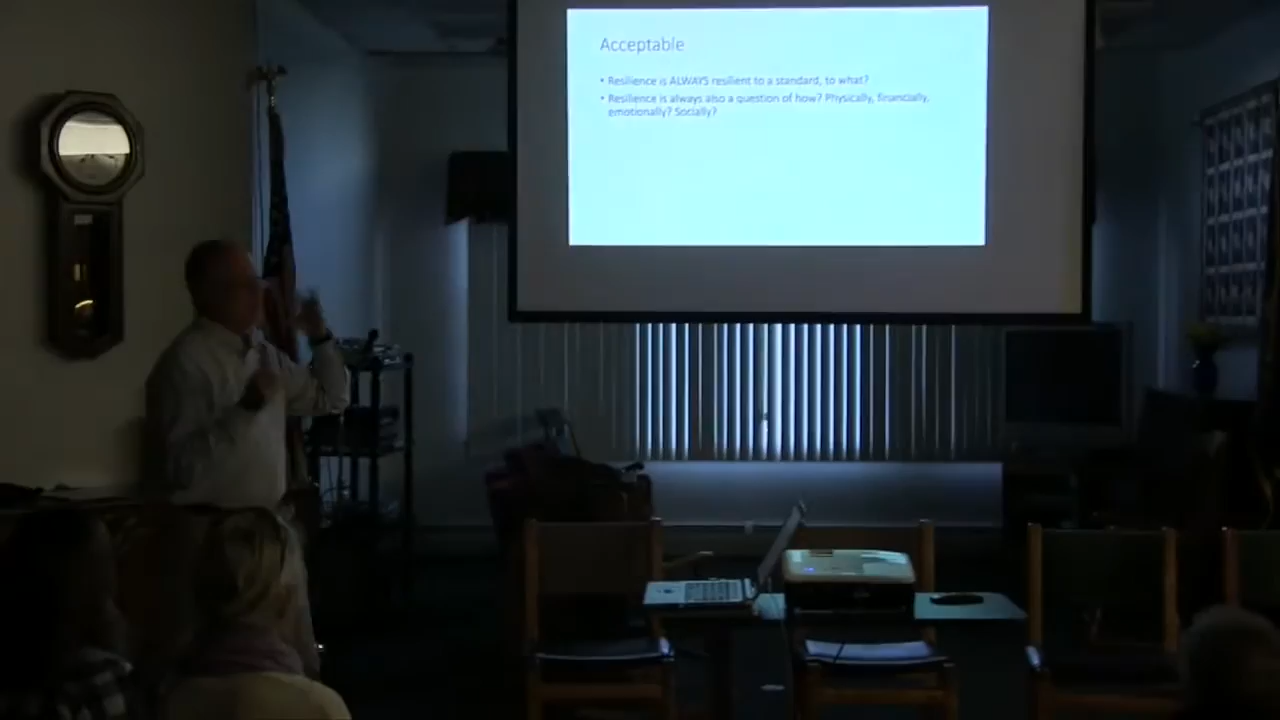 Acceptable
• Resilience is ALWAYS resilient to a standard, to what?
• Resilience is always also a question of how? Physically, financially,
emotionally? Socially?